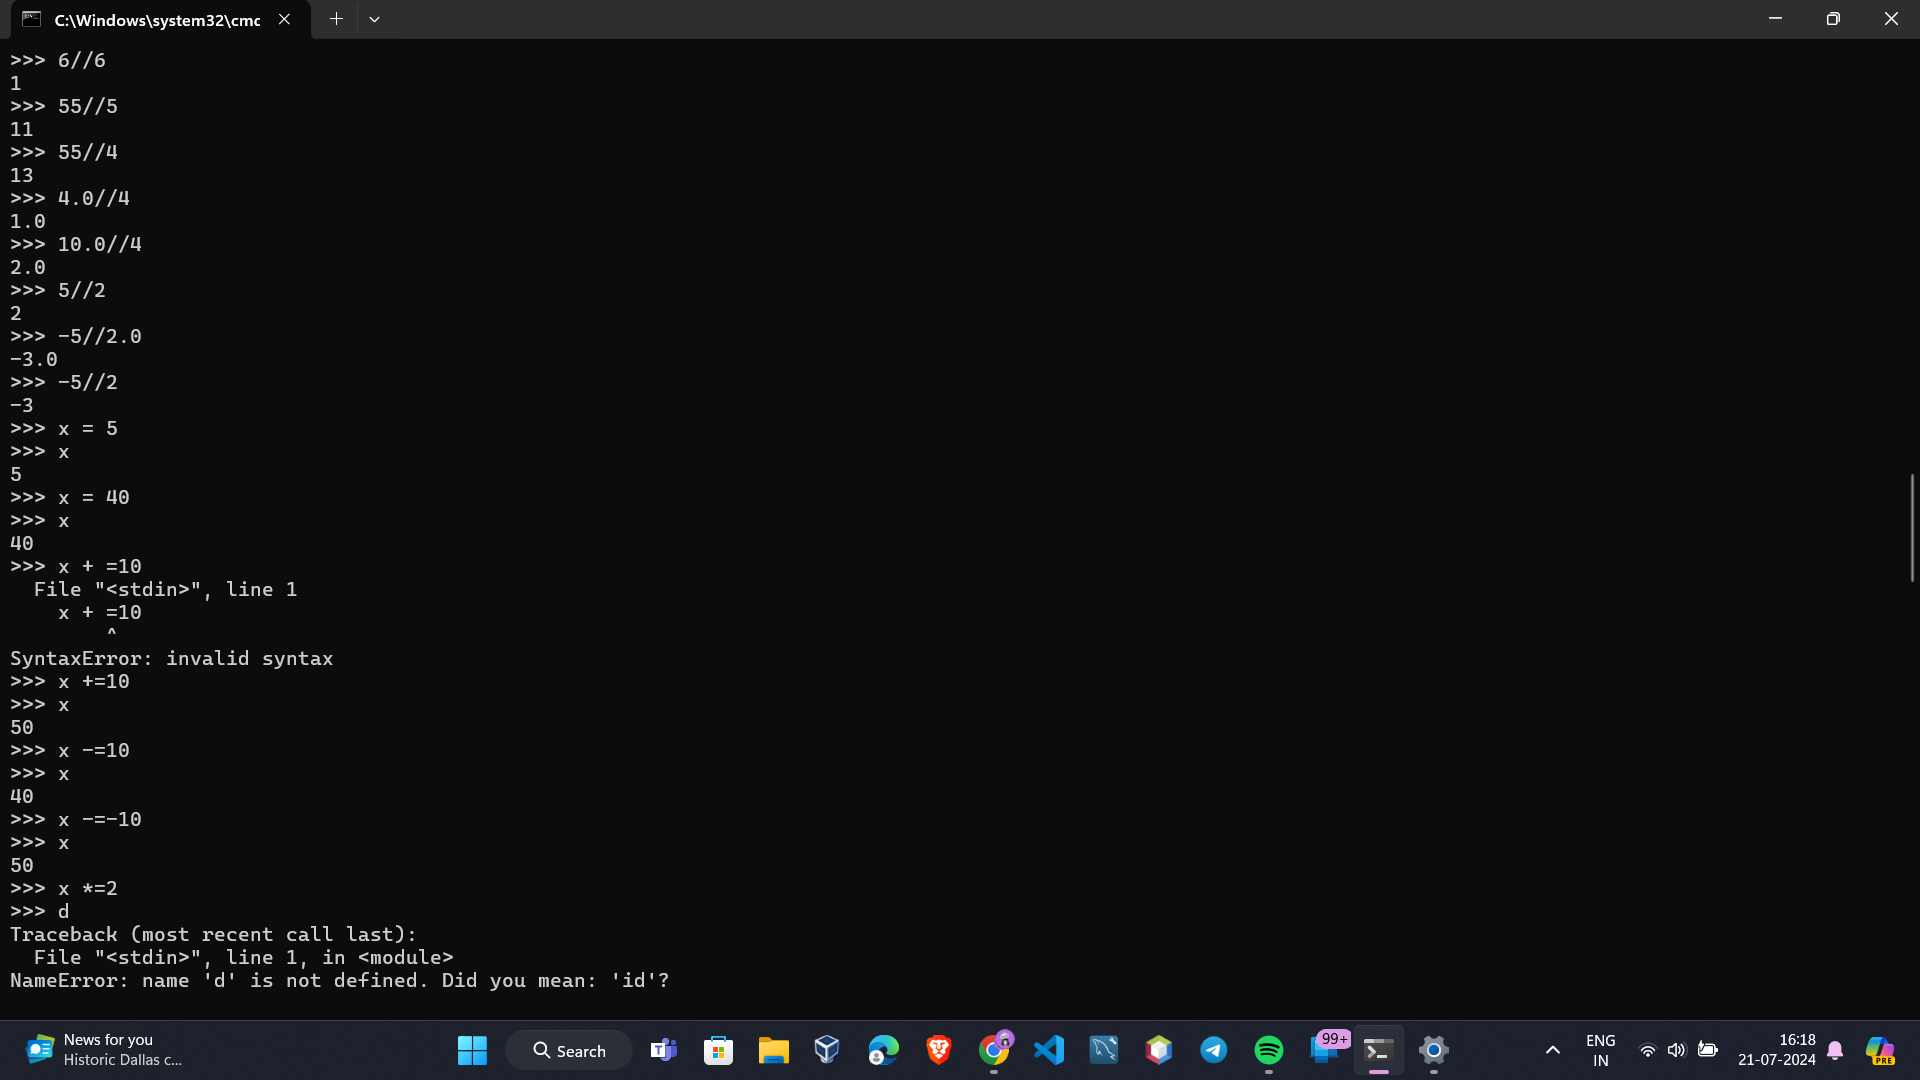 C:\Windows\system32\cmc
>>> 6//6
1
>>> 55//5
11
>>> 55//4
13
>>> 4.0//4
1.0
>>> 10.0//4
2.0
>>> 5//2
2
>>> -5//2.0
-3.0
>>> -5//2
-3
>>> x = 5
>>> x
5
>>> x = 40
>>> x
40
>>> x + =10
  File "<stdin>", line 1
    x + =10
        ^
SyntaxError: invalid syntax
>>> x +=10
>>> x
50
>>> x -=10
>>> x
40
>>> x -=-10
>>> x
50
>>> x *=2
>>> d
Traceback (most recent call last):
  File "<stdin>", line 1, in <module>
NameError: name 'd' is not defined. Did you mean: 'id'?
News for you
Historic Dallas c...
Search
99+
ENG
IN
16:18
21-07-2024
PRE